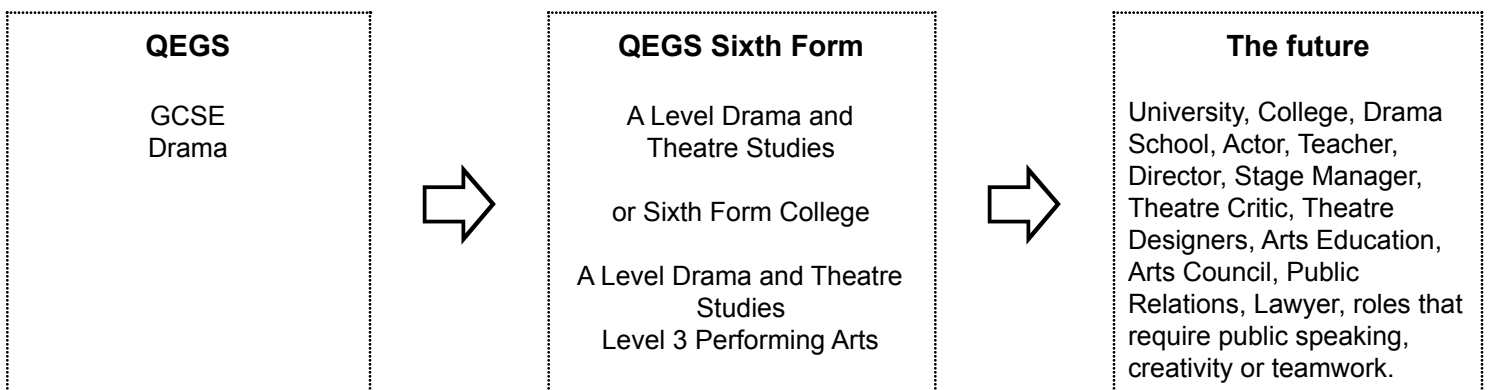 QEGS
GCSE
Drama
QEGS Sixth Form
A Level Drama and
Theatre Studies
or Sixth Form College
A Level Drama and Theatre
Studies
Level 3 Performing Arts
The future
University, College, Drama
School, Actor, Teacher,
Director, Stage Manager,
Theatre Critic, Theatre
Designers, Arts Education,
Arts Council, Public
Relations, Lawyer, roles that
require public speaking,
creativity or teamwork.